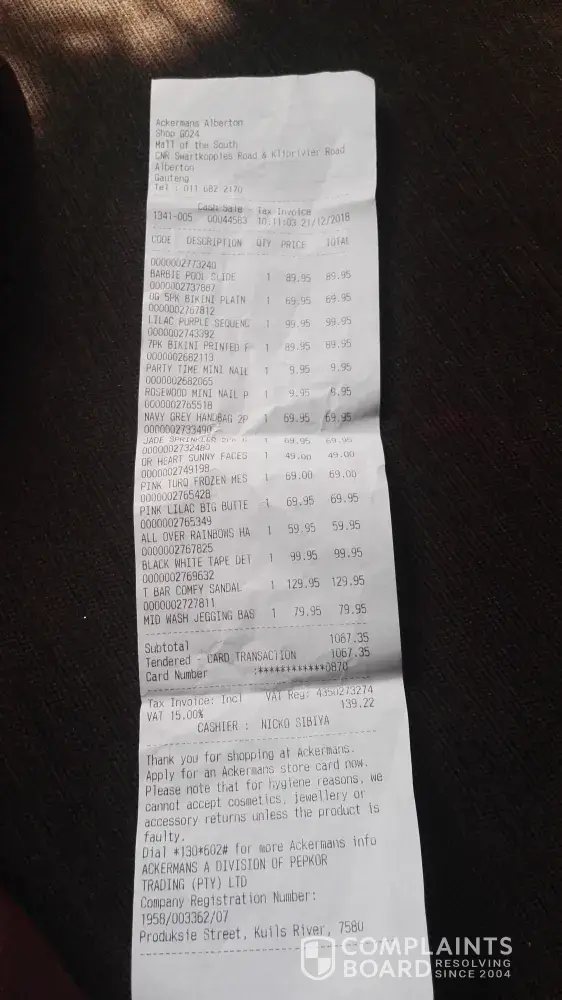 Ackermans Alberton
Shop G024
Mall of the South
CNR Swartkoppies Road & Kliprivier Road
Alberton
Gauteng
Tel : 011 682 2170
Cash Sale - Tax Invoice
1341-005 00044583 16:11:03 21/12/2018
CODE DESCRIPTION QTY PRICE TOTAL
0000002773240
BARBIE POOL SLIDE 1 89.95 89.95
0000002737887
OG 5PK BIKINI PLAIN 1 69.95 69.95
0000002767812
LILAC PURPLE SEQUENC 1 99.95 99.95
0000002743392
7PK BIKINI PRINTED F 1 89.95 89.95
0000002682113
PARTY TIME MINI NAIL 1 9.95 9.95
0000002682065
ROSEWOOD MINI NAIL P 1 9.95 9.95
0000002765518
NAVY GREY HANDBAG 2P 1 69.95 69.95
0000002733490
JADE SPRINKLER 1 69.95 69.95
0000002732480
OR HEART SUNNY FACES 1 49.00 49.00
0000002749198
PINK TURQ FROZEN MES 1 69.00 69.00
0000002765428
PINK LILAC BIG BUTTE 1 69.95 69.95
0000002765349
ALL OVER RAINBOWS HA 1 59.95 59.95
0000002767825
BLACK WHITE TAPE DET 1 99.95 99.95
0000002769632
T BAR COMFY SANDAL 1 129.95 129.95
0000002727811
MID WASH JEGGING BAS 1 79.95 79.95
Subtotal 1067.35
Tendered - CARD TRANSACTION 1067.35
Card Number :************0870
Tax Invoice: Incl VAT Reg: 4350273274
VAT 15.00% 139.22
CASHIER : NICKO SIBIYA
Thank you for shopping at Ackermans.
Apply for an Ackermans store card now.
Please note that for hygiene reasons, we
cannot accept cosmetics, jewellery or
accessory returns unless the product is
faulty.
Dial *130*602# for more Ackermans info
ACKERMANS A DIVISION OF PEPKOR
TRADING (PTY) LTD
Company Registration Number:
1958/003362/07
Produksie Street, Kuils River, 7580
COMPLAINTS
BOARD RESOLVING
SINCE 2004